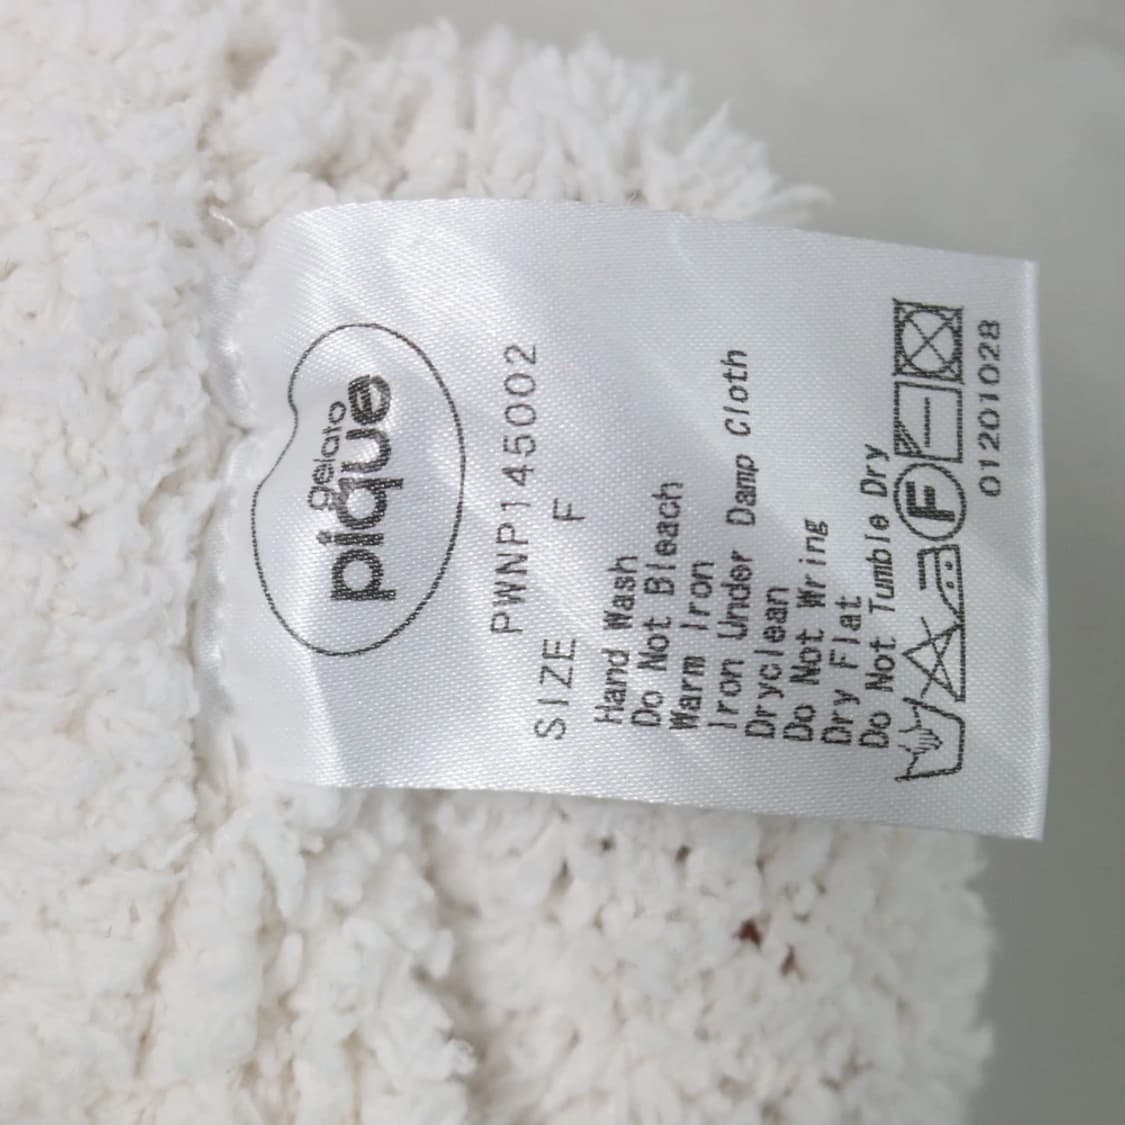 gelato
pique
PWNP145002
SIZE F
Hand Wash
Do Not Bleach
Warm Iron
Iron Under Damp Cloth
Dryclean
Do Not Wring
Dry Flat
Do Not Tumble Dry
F
01201028